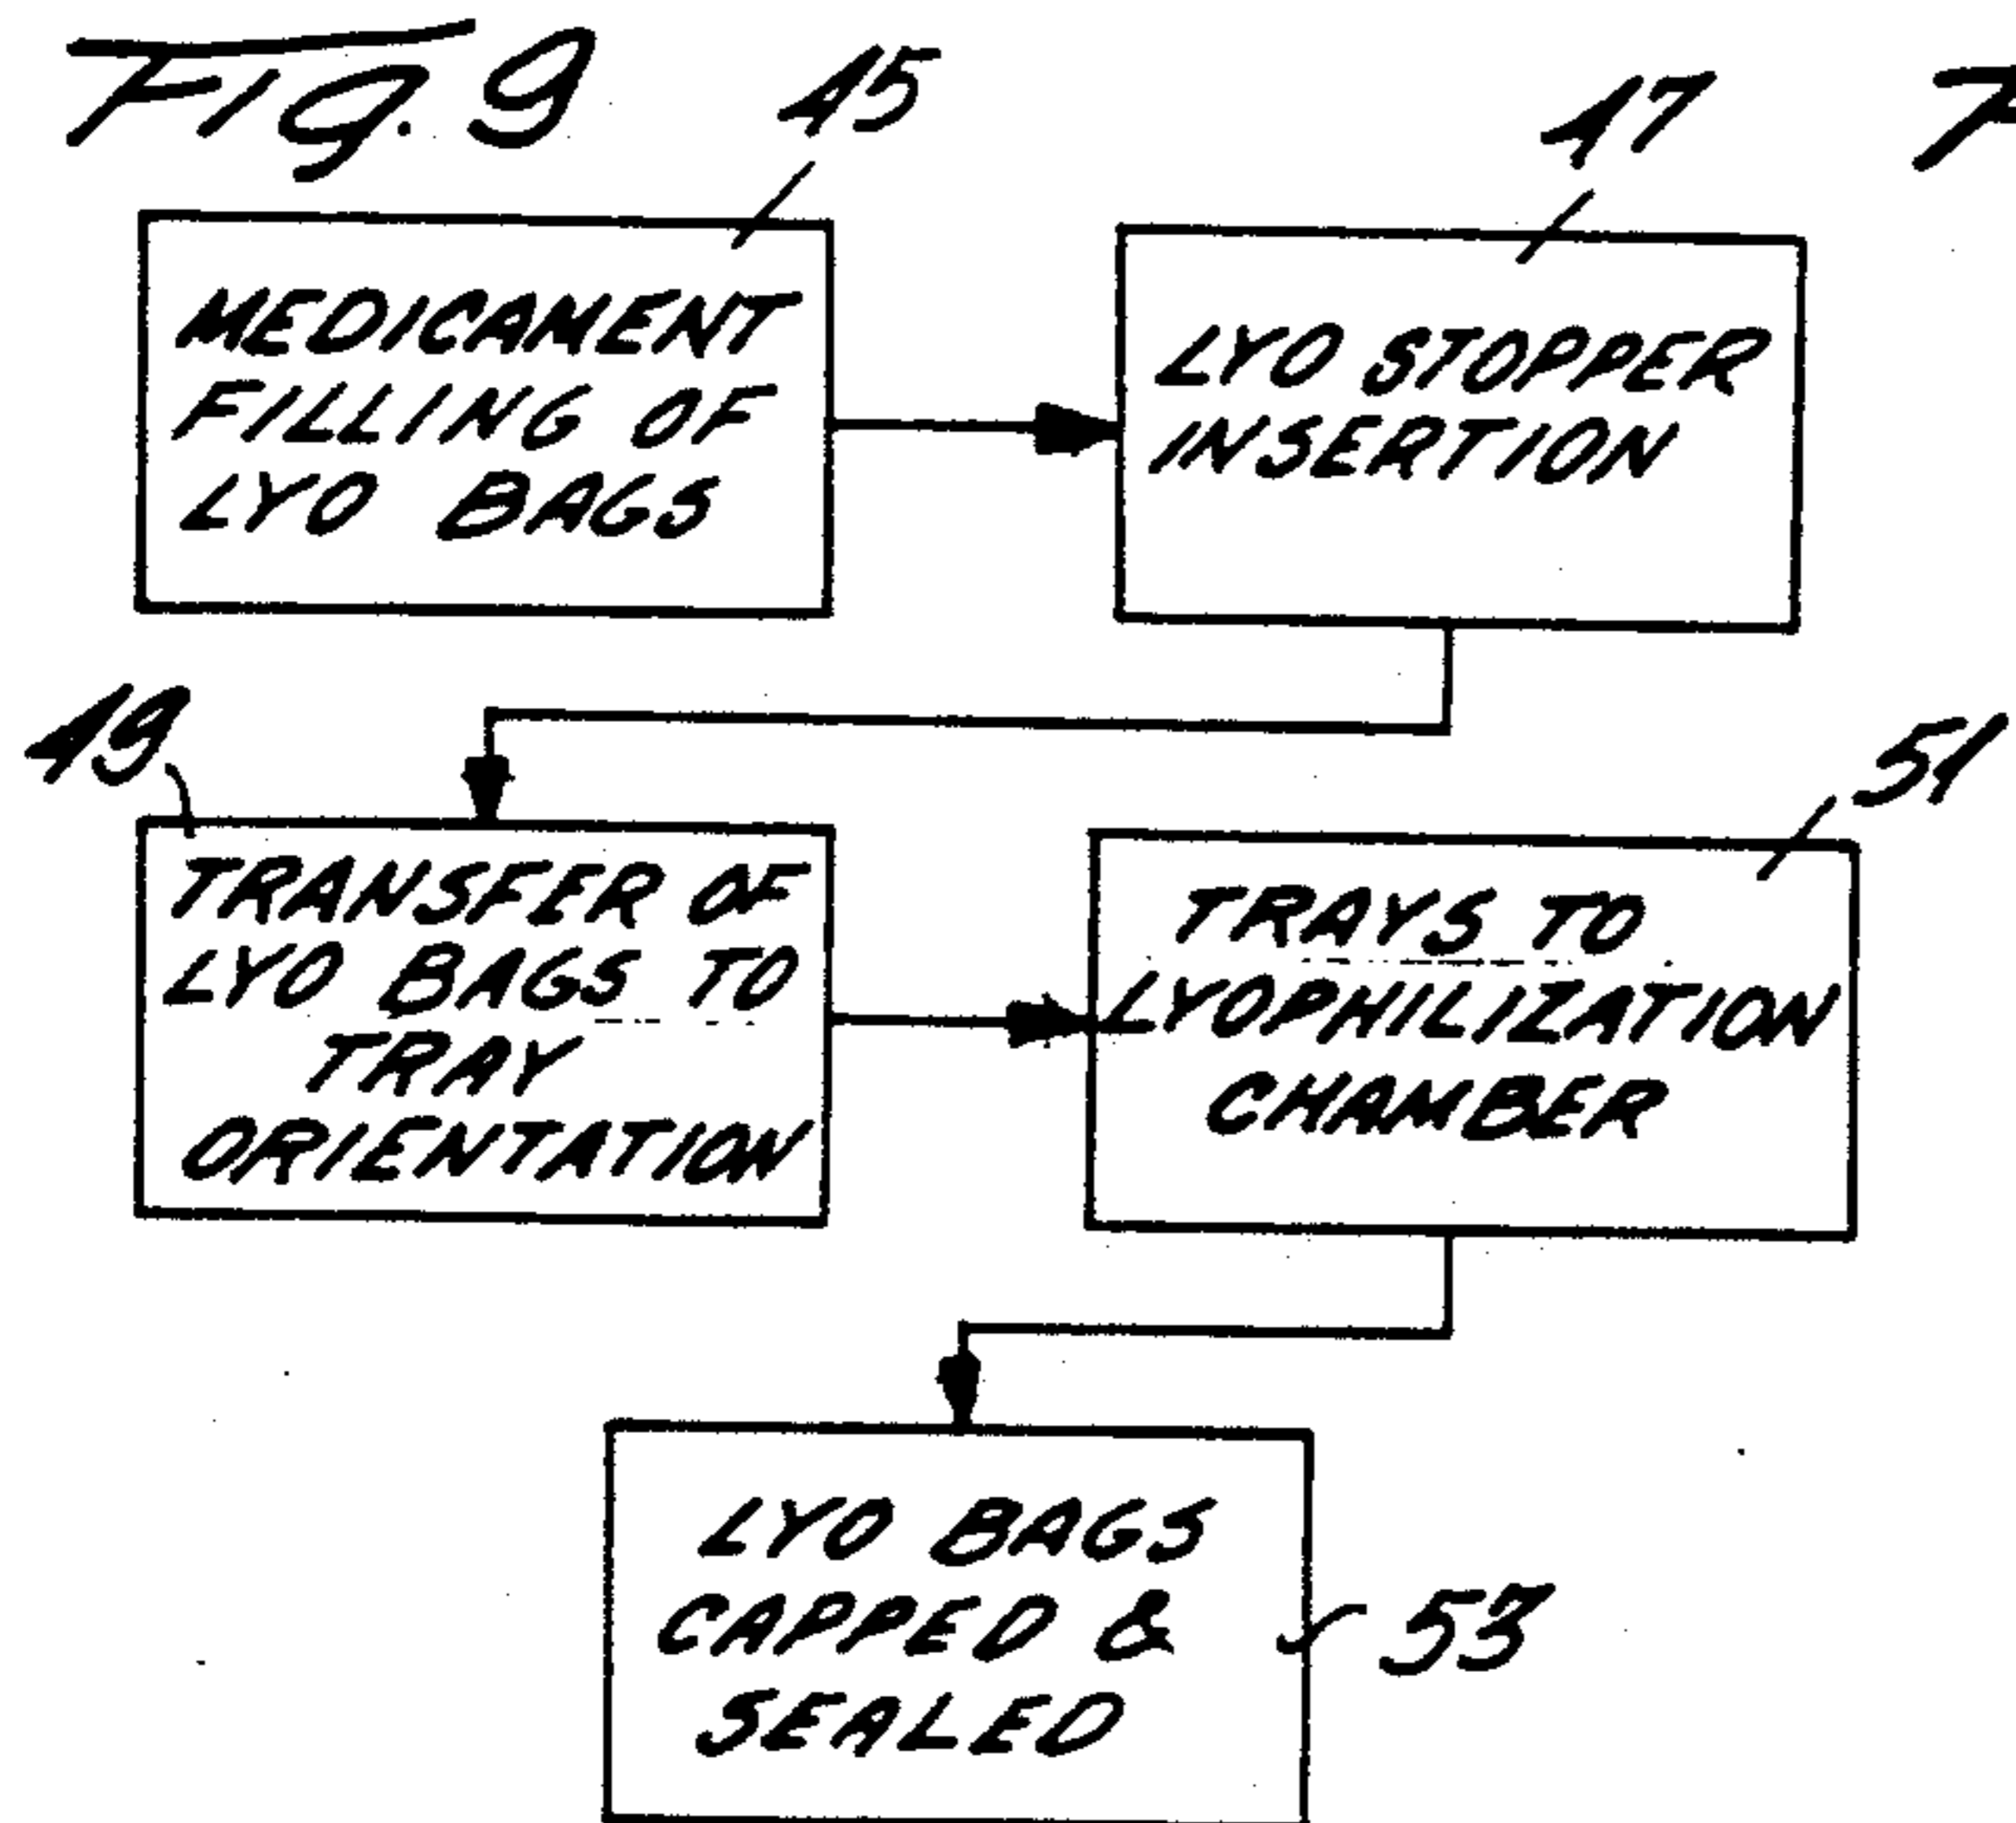 FIG. 9
45
47
MEDICAMENT
FILLING OF
LYO BAGS
LYO STOPPER
INSERTION
49
51
TRANSFER OF
LYO BAGS TO
TRAY
ORIENTATION
TRAYS TO
LYOPHILIZATION
CHAMBER
LYO BAGS
CAPPED &
SEALED
53